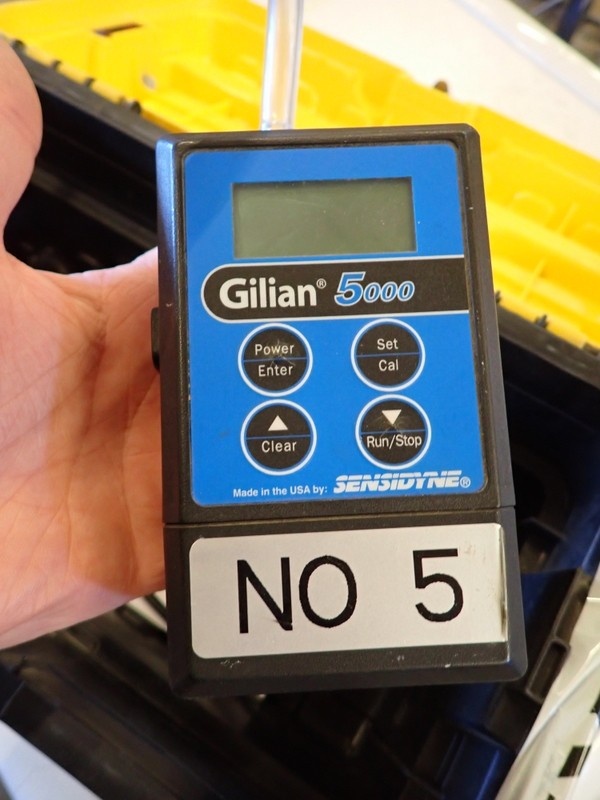 Gilian® 5000
Power
Enter
Set
Cal
Clear
Run/Stop
Made in the USA by: SENSIDYNE®
NO 5